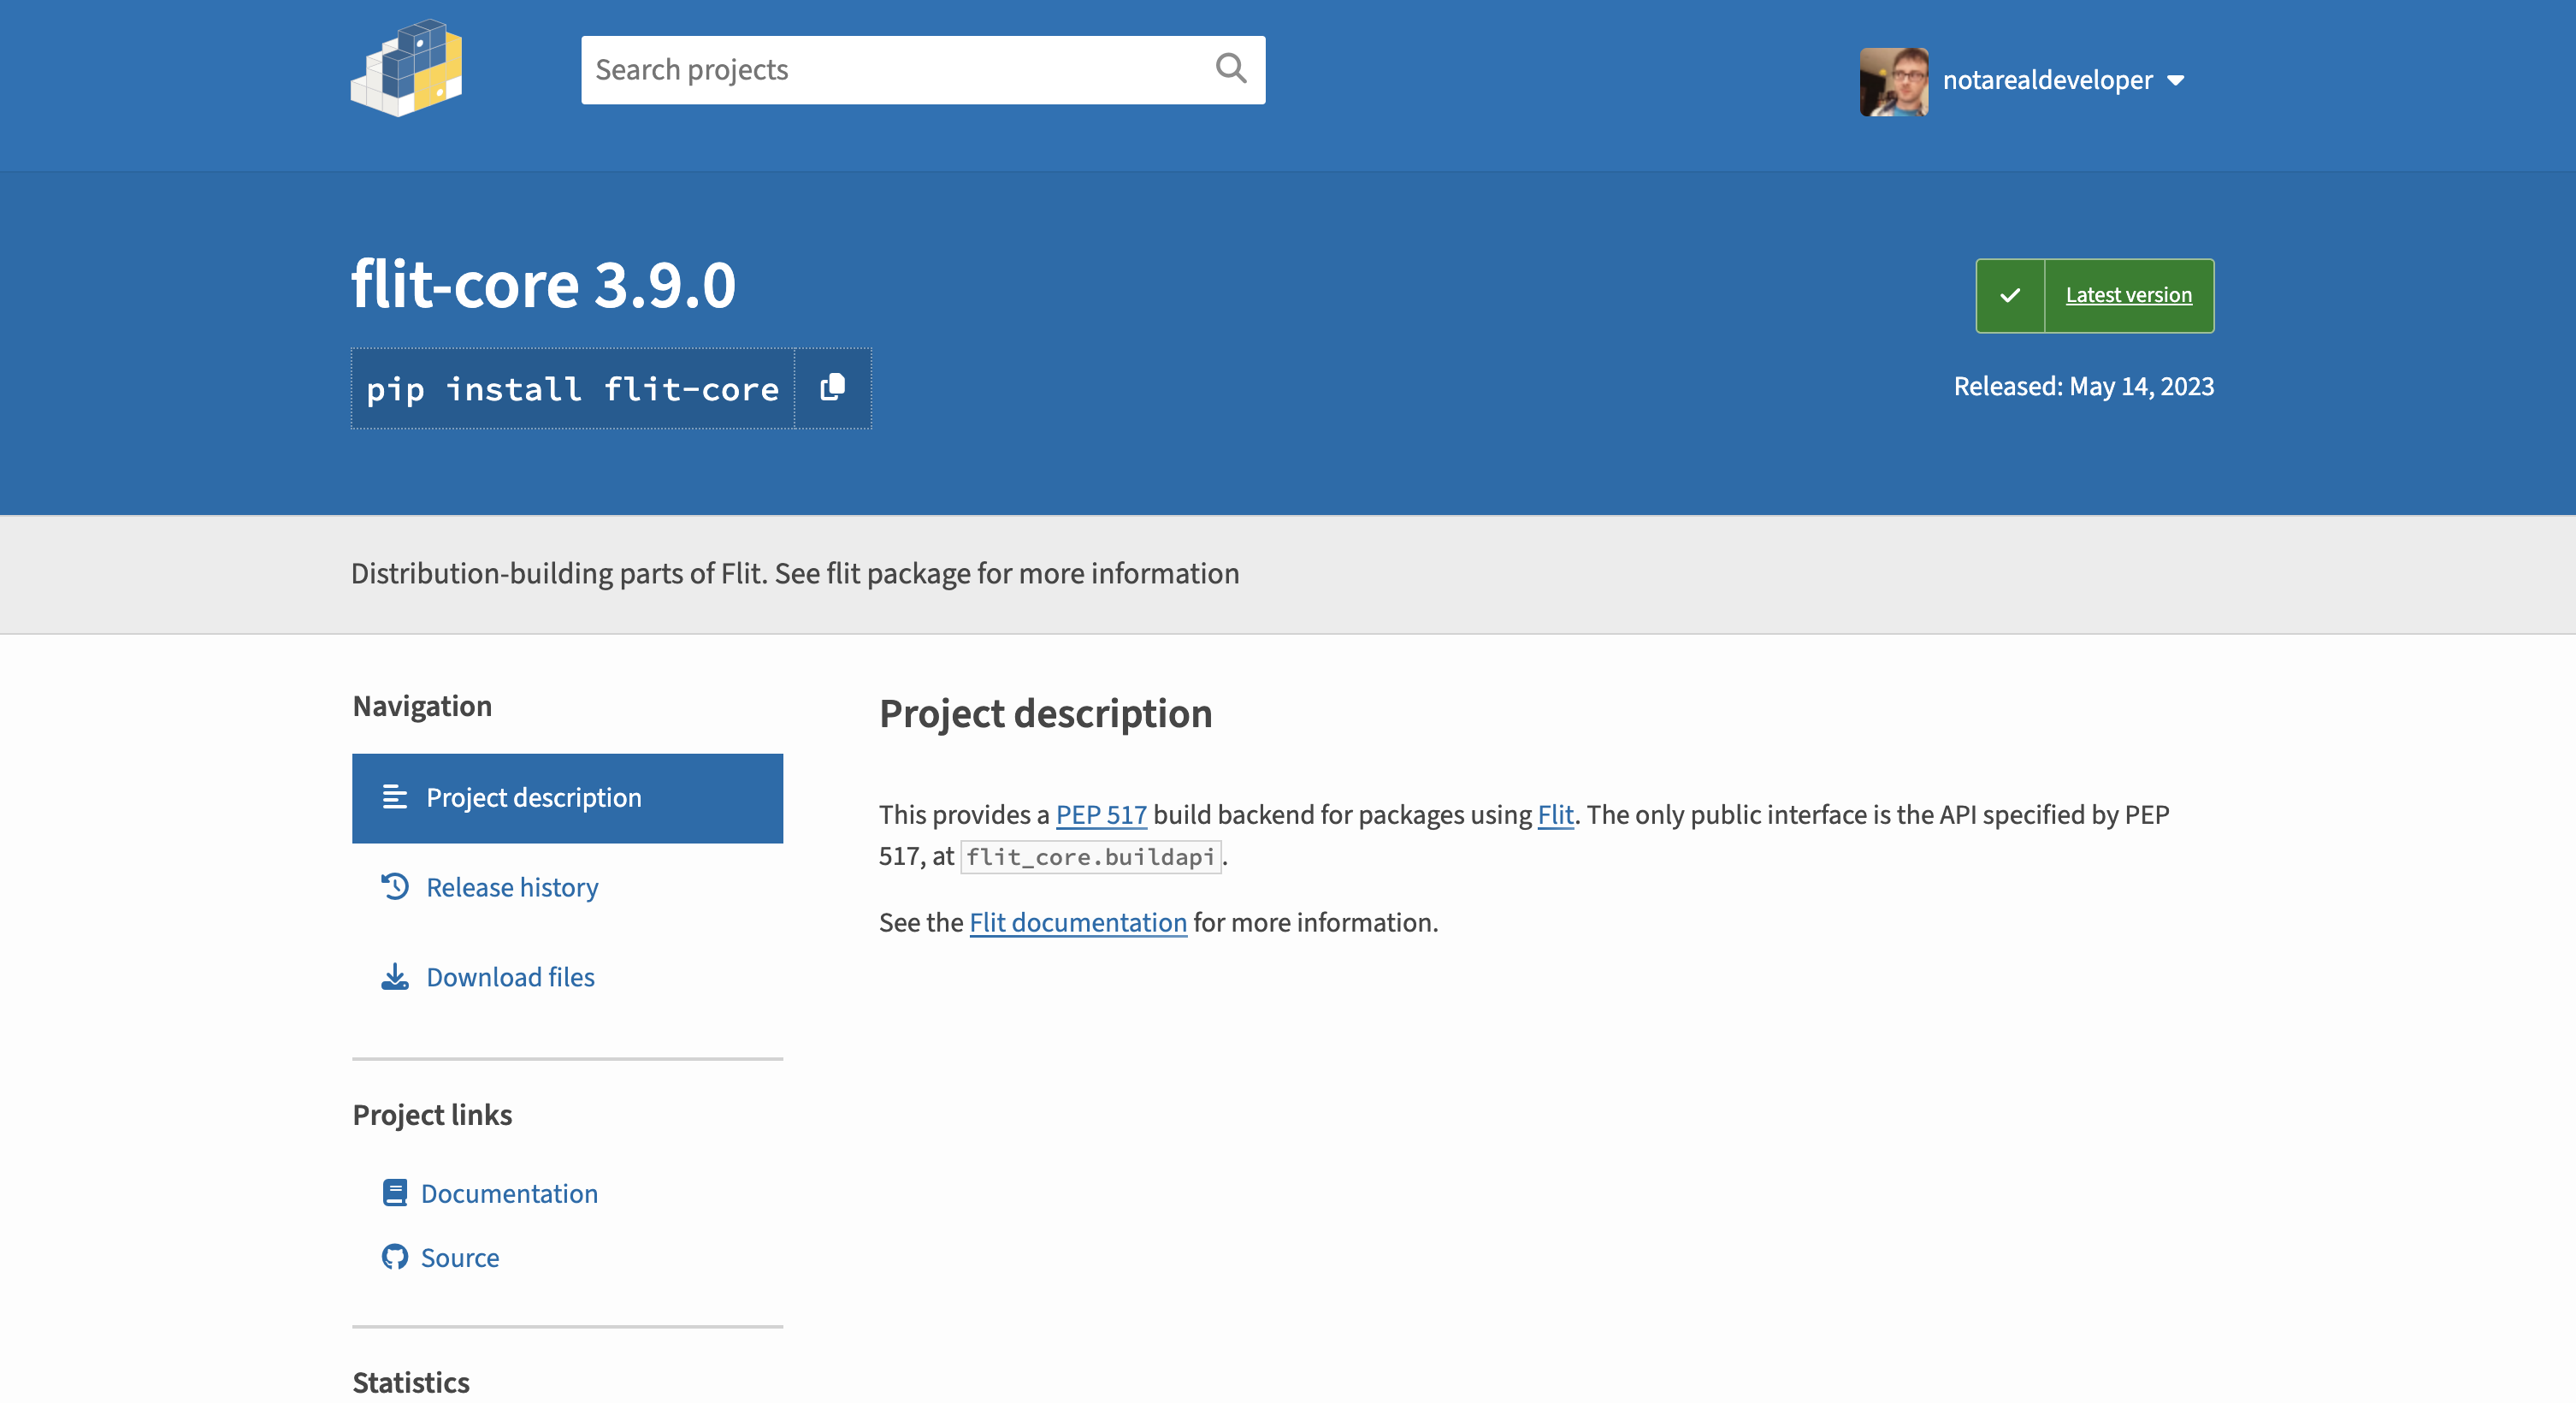 Search projects
notarealdeveloper
flit-core 3.9.0
Latest version
pip install flit-core
Released: May 14, 2023
Distribution-building parts of Flit. See flit package for more information
Navigation
Project description
Release history
Download files
Project links
Documentation
Source
Statistics
Project description
This provides a PEP 517 build backend for packages using Flit. The only public interface is the API specified by PEP
517, at flit_core.buildapi.
See the Flit documentation for more information.